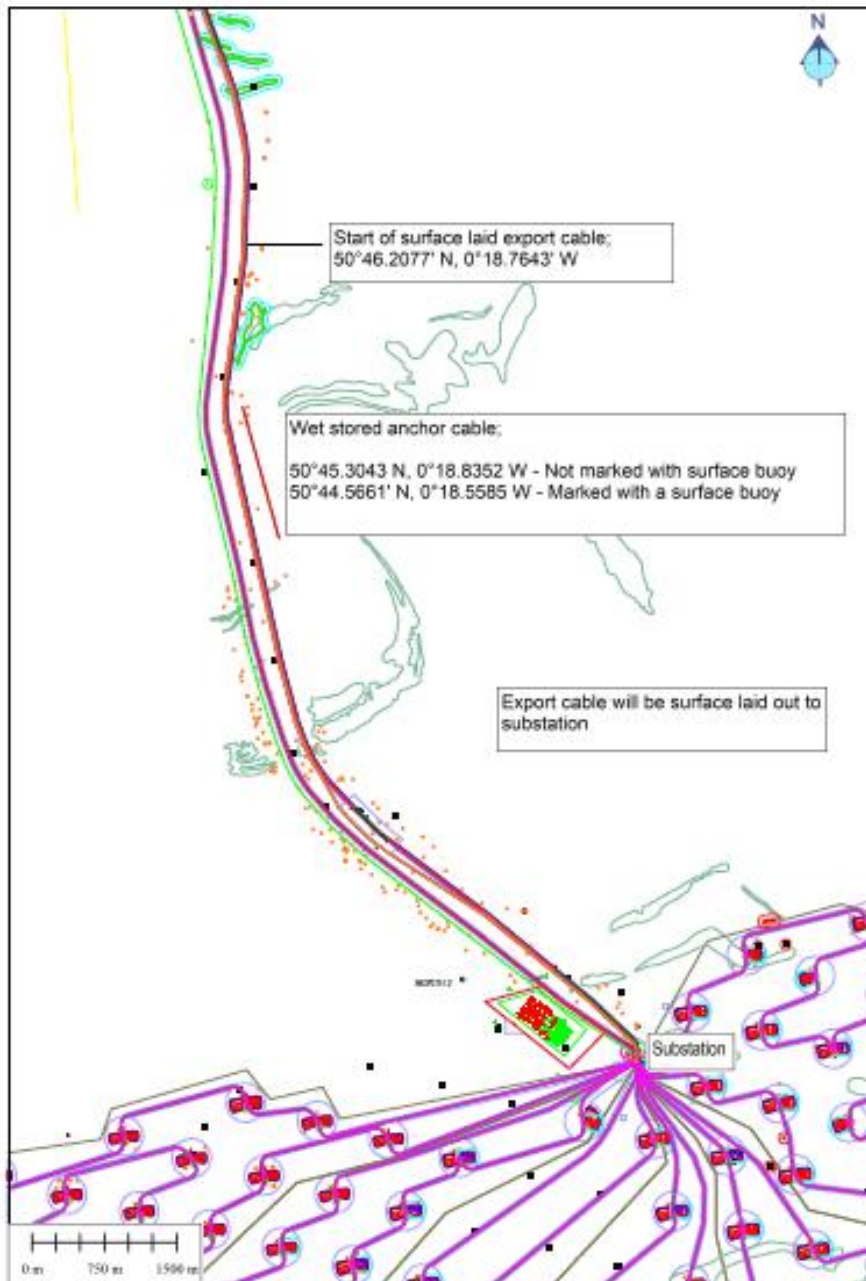 N
Start of surface laid export cable;
50°46.2077' N, 0°18.7643' W
Wet stored anchor cable;
50°45.3043 N, 0°18.8352 W - Not marked with surface buoy
50°44.5661' N, 0°18.5585 W - Marked with a surface buoy
Export cable will be surface laid out to
substation
Substation
0 m 750 m 1500 m